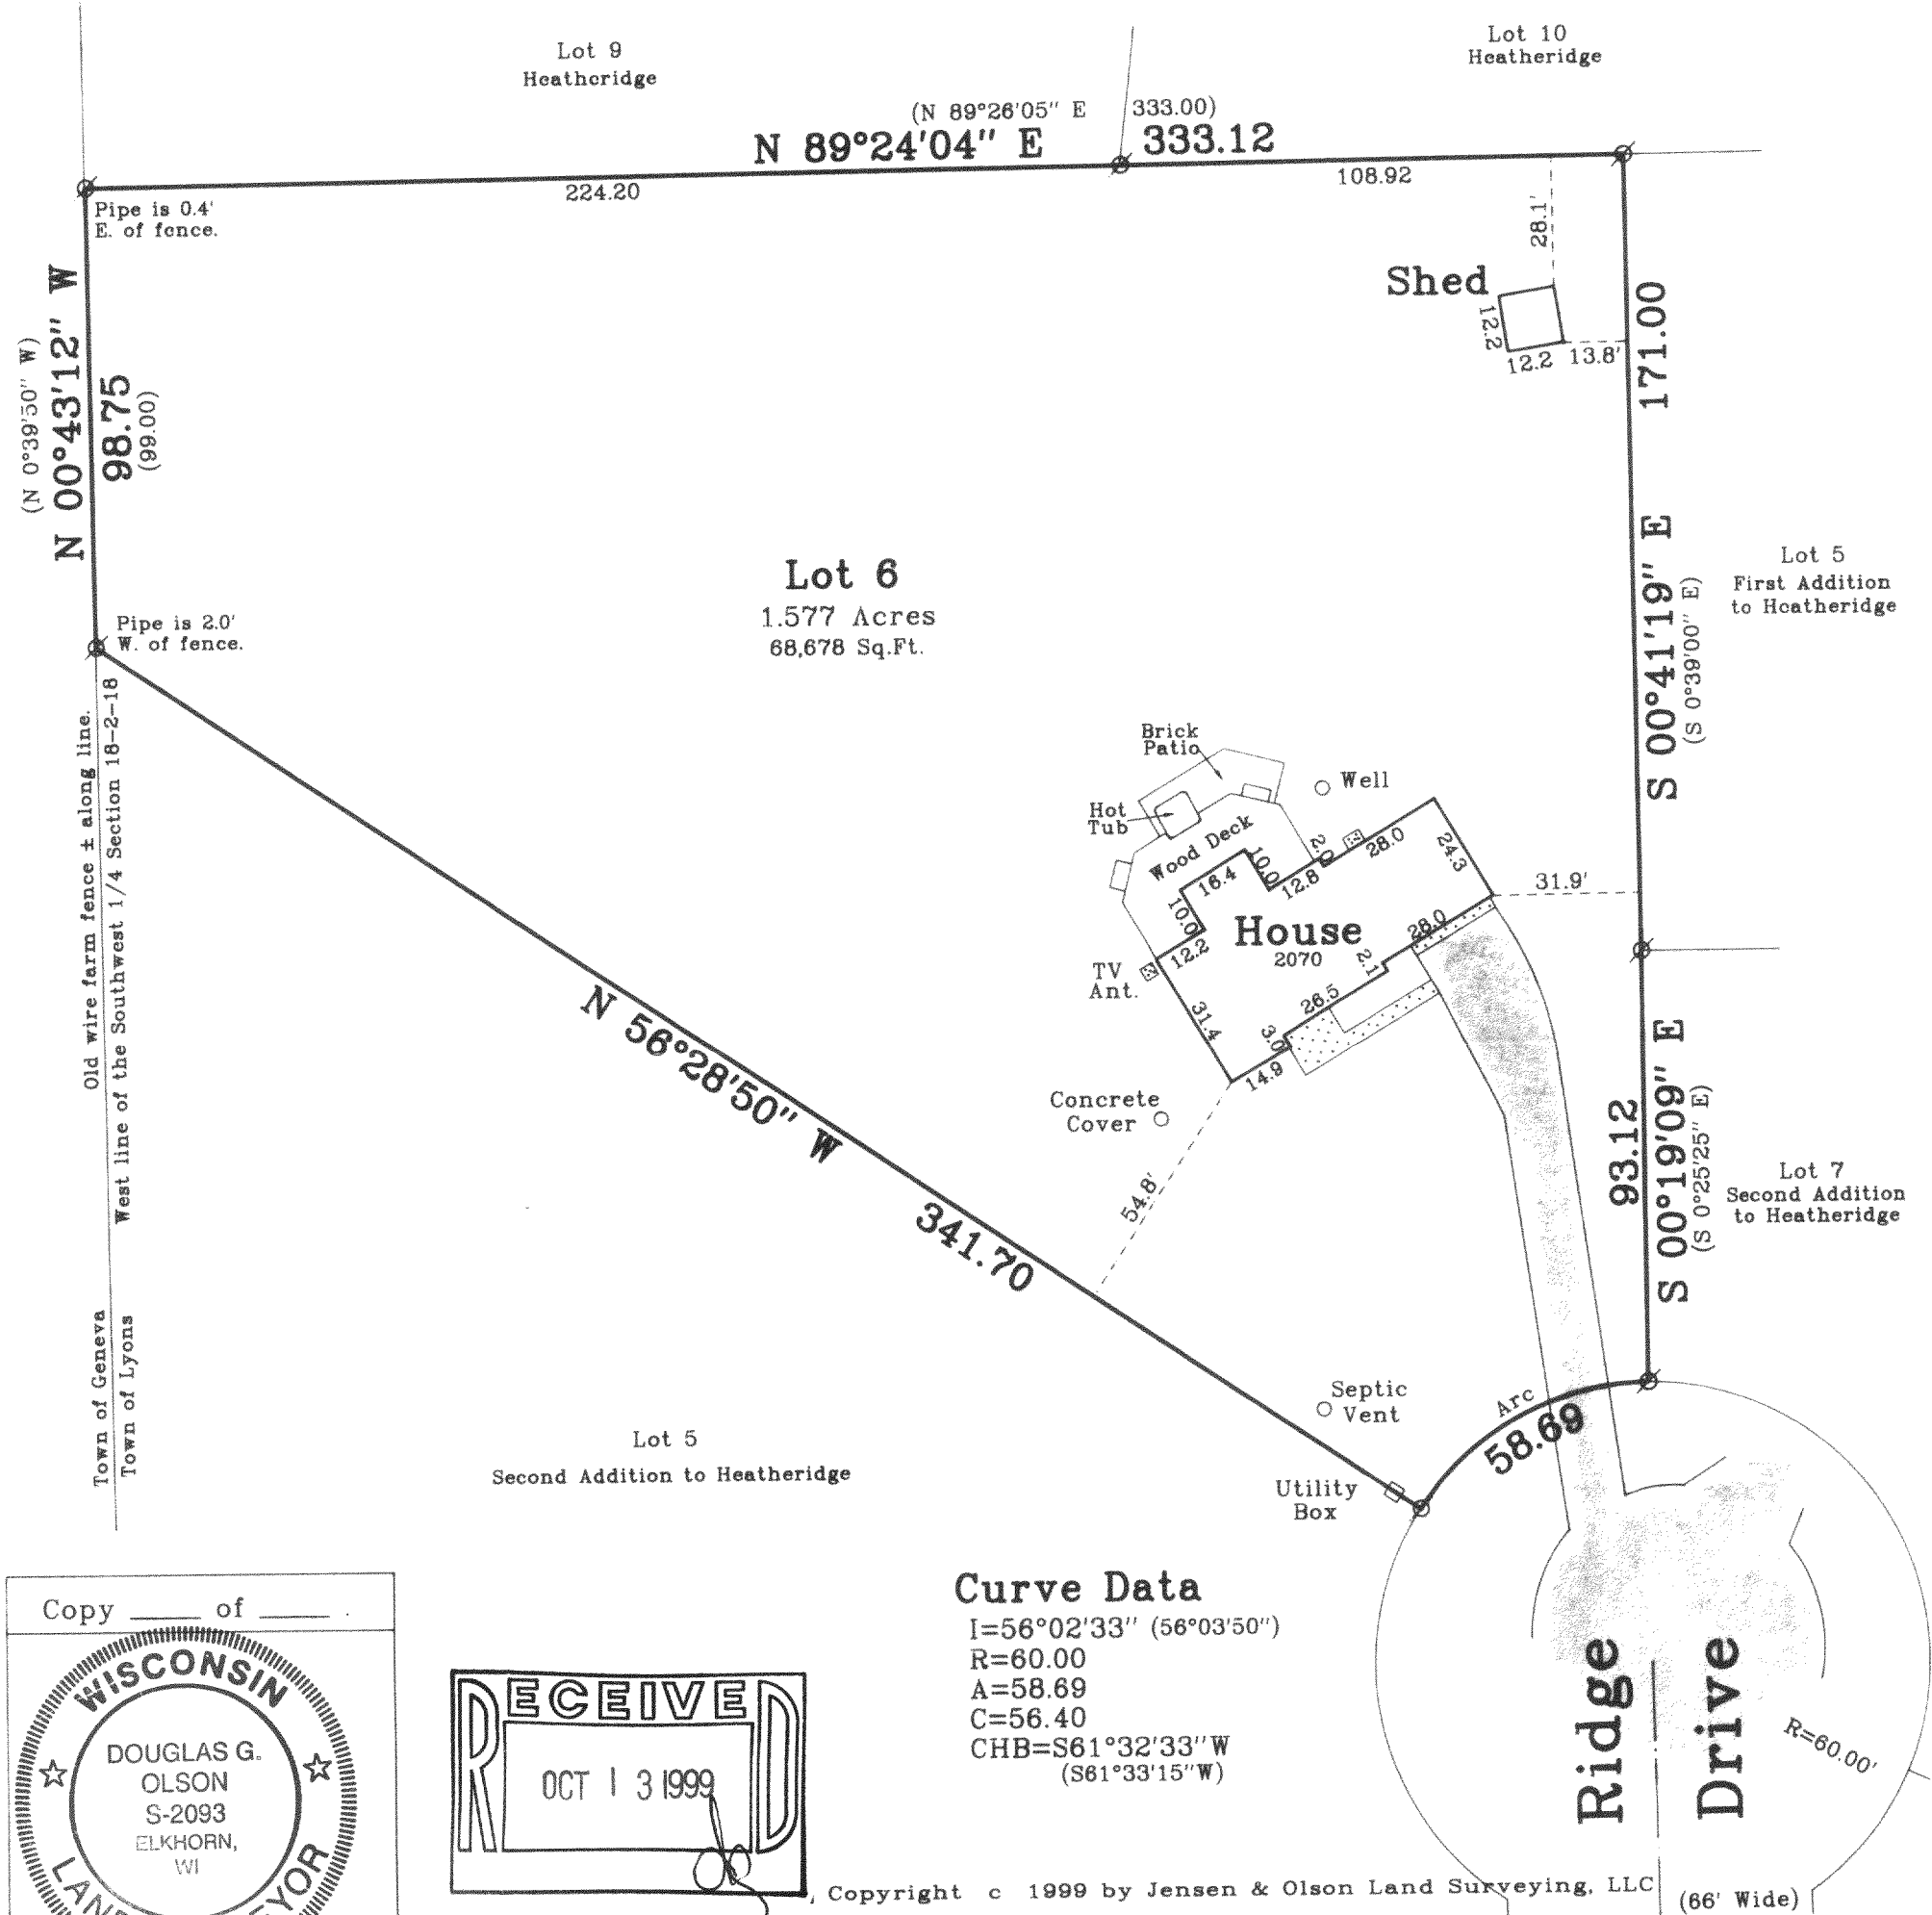 Lot 9
Heatheridge
Lot 10
Heatheridge
(N 89°26'05" E 333.00)
N 89°24'04" E 333.12
224.20
108.92
Pipe is 0.4'
E. of fence.
28.1'
Shed
12.2
12.2
13.8'
171.00
S 00°41'19" E
(S 0°39'00" E)
(N 0°39'50" W)
N 00°43'12" W
98.75
(99.00)
Lot 5
First Addition
to Heatheridge
Lot 6
1.577 Acres
68,678 Sq.Ft.
Pipe is 2.0'
W. of fence.
Old wire farm fence ± along line.
West line of the Southwest 1/4 Section 18-2-18
Brick
Patio
Well
Hot
Tub
Wood Deck
2.0
28.0
24.3
10.0
16.4
12.8
10.0
12.2
31.9'
House
2070
28.0
2.1
TV
Ant.
26.5
31.4
3.0
14.9
N 56°28'50" W
341.70
Concrete
Cover
54.8'
93.12
S 00°19'09" E
(S 0°25'25" E)
Lot 7
Second Addition
to Heatheridge
Town of Geneva
Town of Lyons
Lot 5
Second Addition to Heatheridge
Septic
Vent
Arc
58.69
Utility
Box
Copy _____ of _____ .
WISCONSIN
DOUGLAS G.
OLSON
S-2093
ELKHORN,
WI
RECEIVED
OCT 13 1999
Curve Data
I=56°02'33" (56°03'50")
R=60.00
A=58.69
C=56.40
CHB=S61°32'33"W
(S61°33'15"W)
Ridge
Drive
R=60.00'
Copyright c 1999 by Jensen & Olson Land Surveying, LLC
(66' Wide)